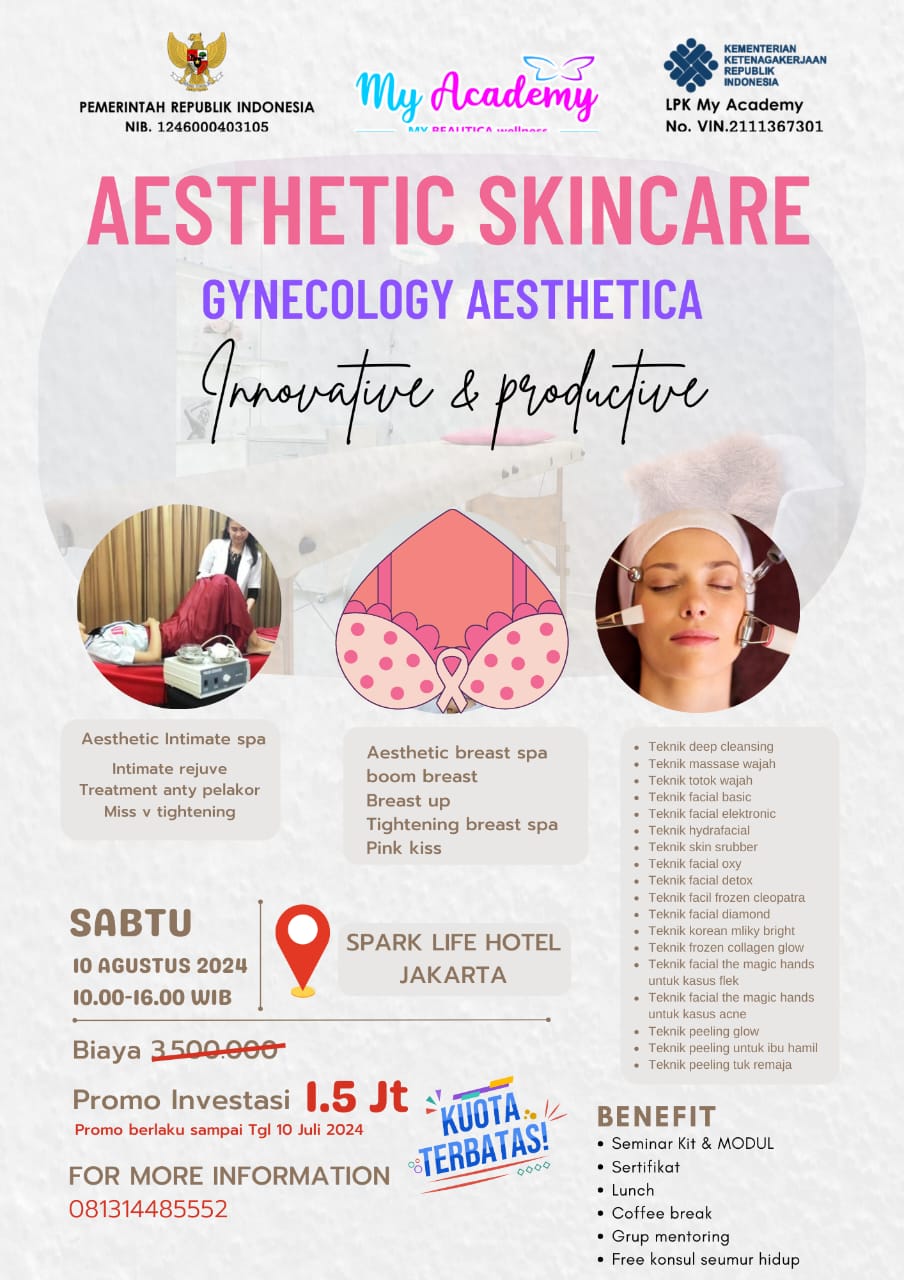 PEMERINTAH REPUBLIK INDONESIA
NIB. 1246000403105
My Academy
MY BEAUTICA wellness
KEMENTERIAN
KETENAGAKERJAAN
REPUBLIK
INDONESIA
LPK My Academy
No. VIN.2111367301
AESTHETIC SKINCARE
GYNECOLOGY AESTHETICA
Innovative & productive
Aesthetic Intimate spa
Intimate rejuve
Treatment anty pelakor
Miss v tightening
Aesthetic breast spa
boom breast
Breast up
Tightening breast spa
Pink kiss
Teknik deep cleansing
Teknik massase wajah
Teknik totok wajah
Teknik facial basic
Teknik facial elektronic
Teknik hydrafacial
Teknik skin srubber
Teknik facial oxy
Teknik facial detox
Teknik facil frozen cleopatra
Teknik facial diamond
Teknik korean mliky bright
Teknik frozen collagen glow
Teknik facial the magic hands
untuk kasus flek
Teknik facial the magic hands
untuk kasus acne
Teknik peeling glow
Teknik peeling untuk ibu hamil
Teknik peeling tuk remaja
SABTU
10 AGUSTUS 2024
10.00-16.00 WIB
SPARK LIFE HOTEL
JAKARTA
Biaya 3.500.000
Promo Investasi 1.5 Jt
Promo berlaku sampai Tgl 10 Juli 2024
KUOTA
TERBATAS!
FOR MORE INFORMATION
081314485552
BENEFIT
Seminar Kit & MODUL
Sertifikat
Lunch
Coffee break
Grup mentoring
Free konsul seumur hidup